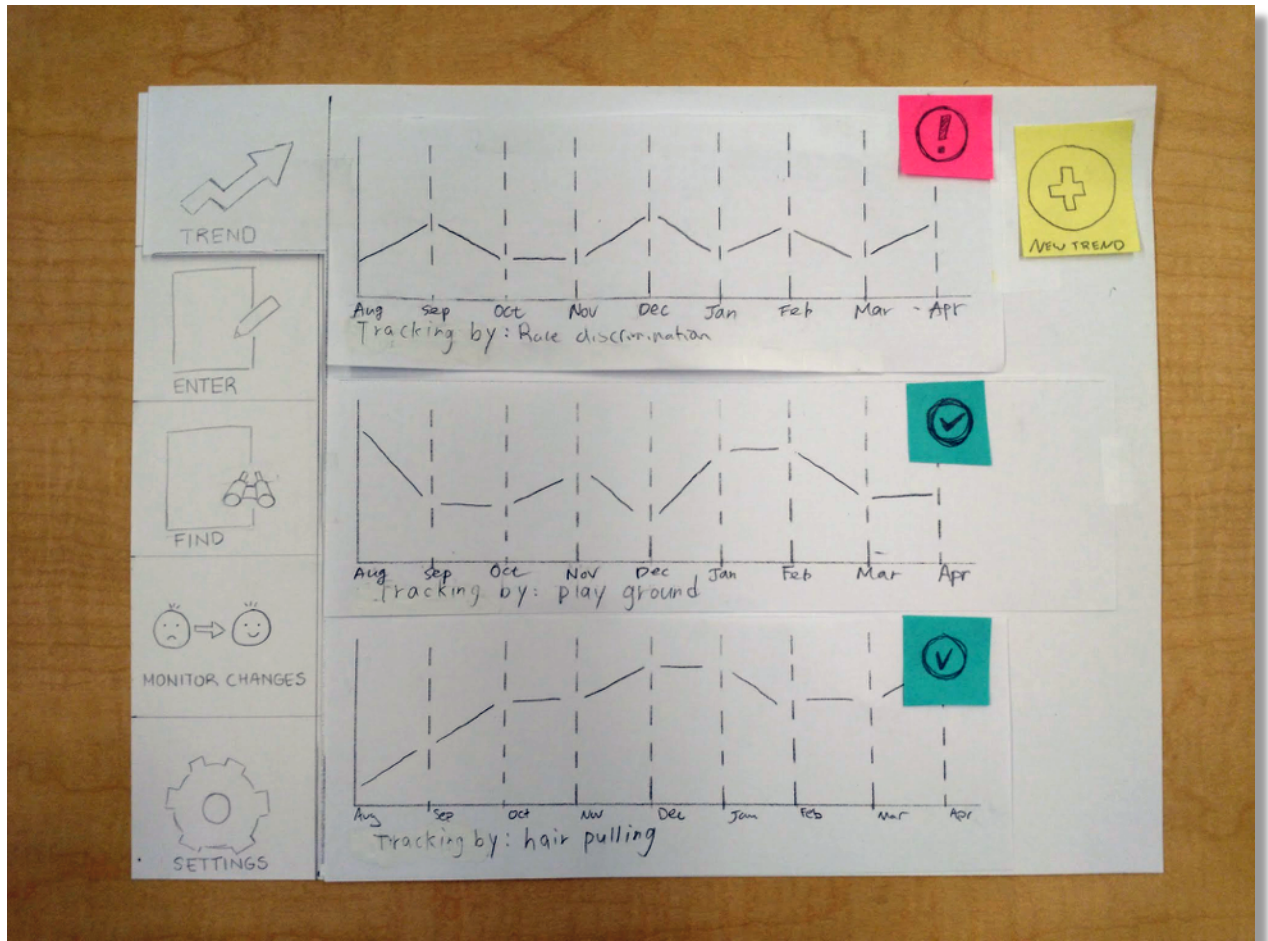 TREND
ENTER
FIND
MONITOR CHANGES
SETTINGS
!
NEW TREND
Aug Sep Oct Nov Dec Jan Feb Mar Apr
Tracking by: Race discrimination
Aug Sep Oct Nov Dec Jan Feb Mar Apr
Tracking by: play ground
Aug Sep Oct Nov Dec Jan Feb Mar Apr
Tracking by: hair pulling